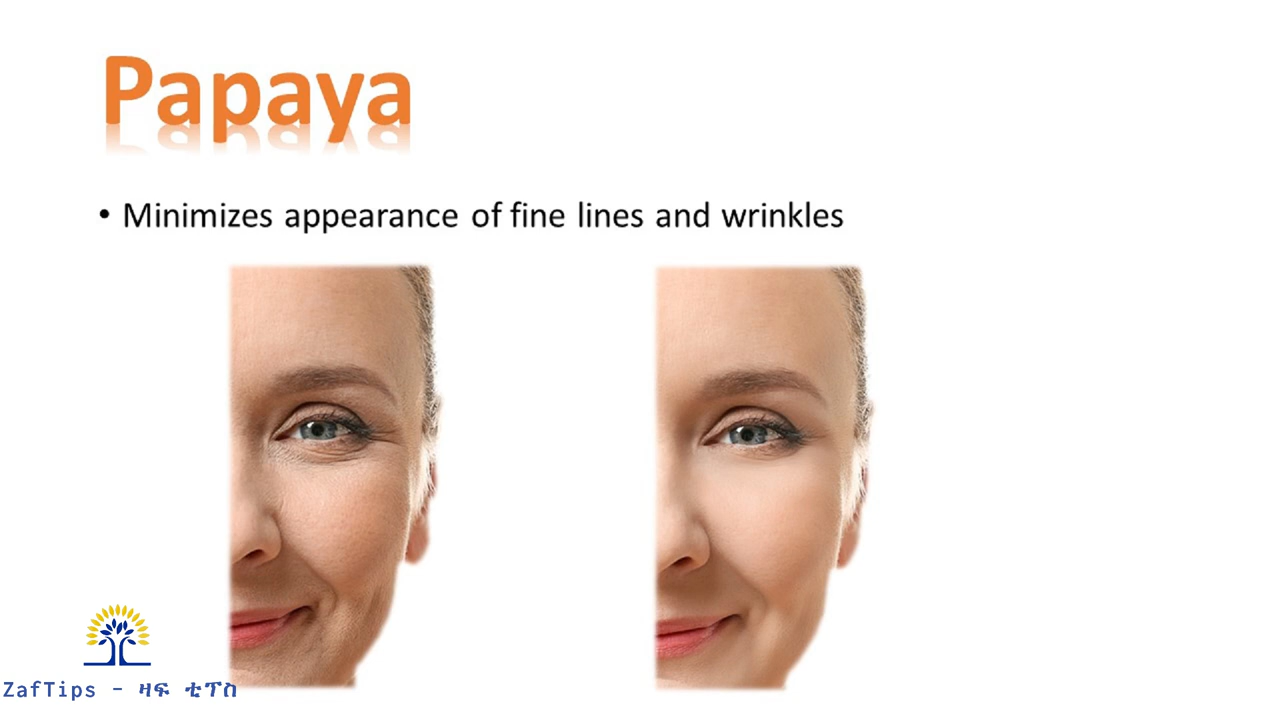 Papaya
• Minimizes appearance of fine lines and wrinkles
ZafTips - ዛፍ ቲፕስ